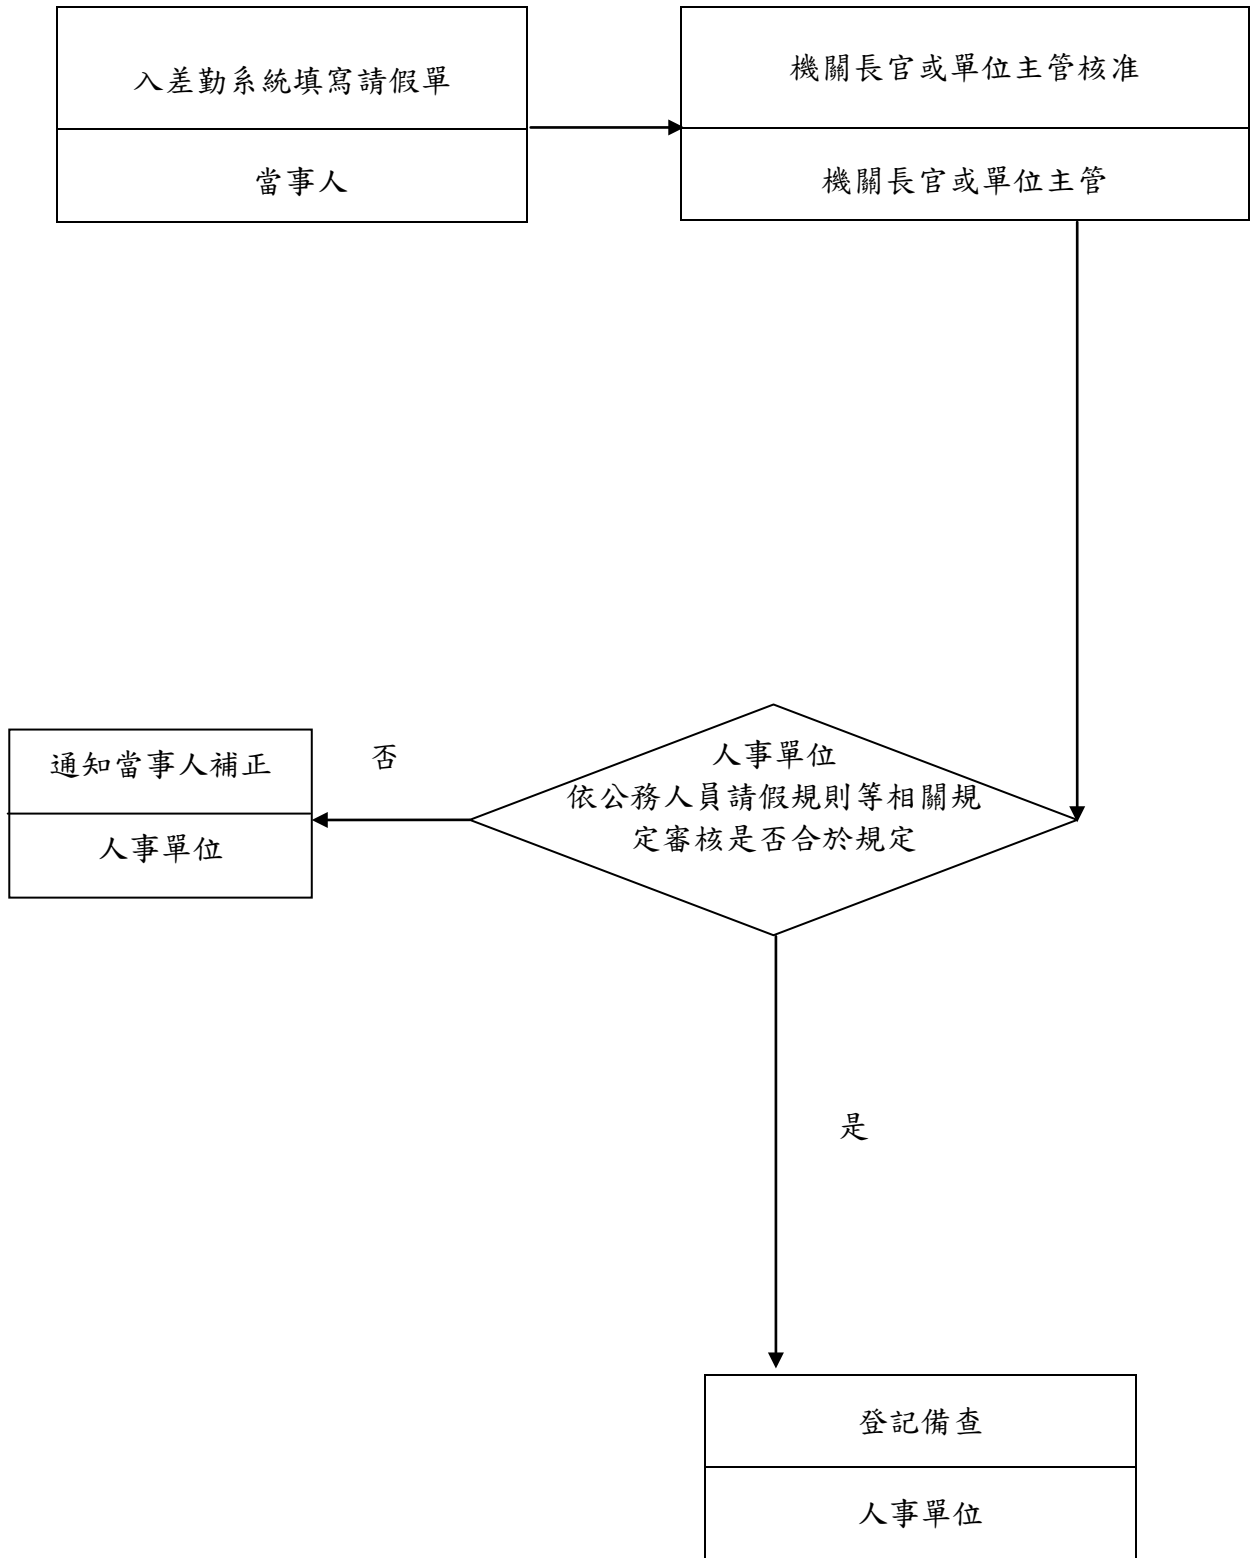 入差勤系統填寫請假單
當事人
機關長官或單位主管核准
機關長官或單位主管
人事單位
依公務人員請假規則等相關規
定審核是否合於規定
否
通知當事人補正
人事單位
是
登記備查
人事單位